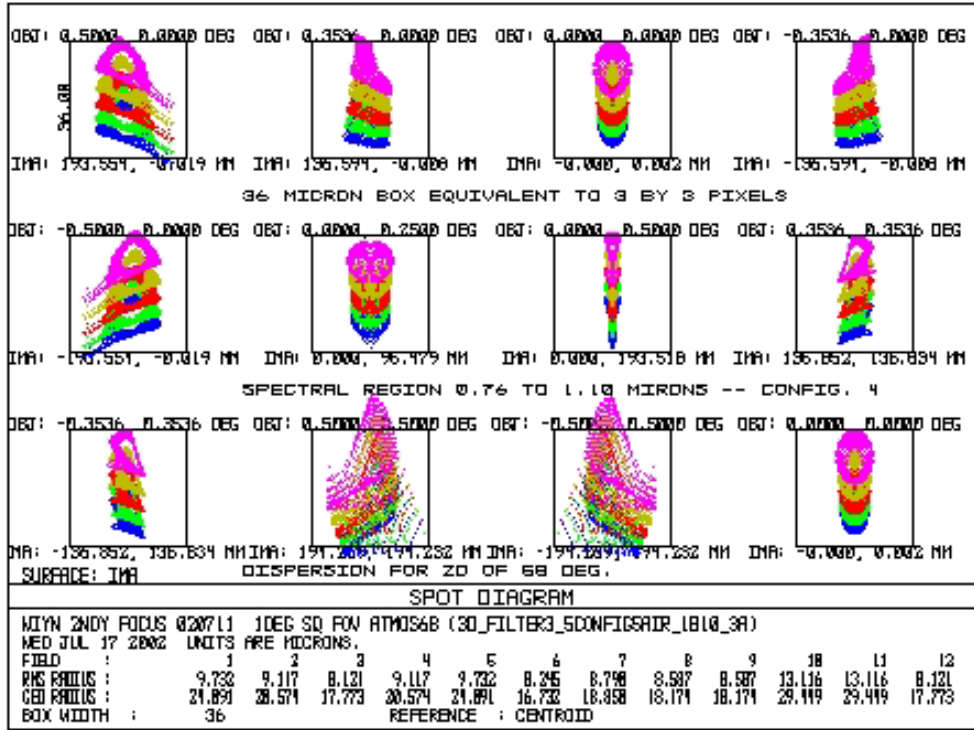 OBJ: 0.5000, 0.0000 DEG OBJ: 0.3536, 0.0000 DEG OBJ: 0.0000, 0.0000 DEG OBJ: -0.3536, 0.0000 DEG
36.00
IMA: 193.554, -0.019 MM IMA: 136.594, -0.008 MM IMA: -0.000, 0.002 MM IMA: -136.594, -0.008 MM
36 MICRON BOX EQUIVALENT TO 3 BY 3 PIXELS
OBJ: -0.5000, 0.0000 DEG OBJ: 0.0000, 0.2500 DEG OBJ: 0.0000, 0.5000 DEG OBJ: 0.3536, 0.3536 DEG
IMA: -193.554, -0.019 MM IMA: 0.000, 96.479 MM IMA: 0.000, 193.518 MM IMA: 136.852, 136.834 MM
SPECTRAL REGION 0.76 TO 1.10 MIRONS -- CONFIG. 4
OBJ: -0.3536, 0.3536 DEG OBJ: 0.5000, 0.5000 DEG OBJ: -0.5000, 0.5000 DEG OBJ: 0.0000, 0.0000 DEG
IMA: -136.852, 136.834 MM IMA: MM IMA: MM IMA: -0.000, 0.002 MM
SURFACE: IMA
DISPERSION FOR ZD OF 60 DEG.
SPOT DIAGRAM
WIYN 2NDY FOCUS 020711 1DEG SQ FOV ATMOS6B (3O_FILTER3_5CONFIGSAIR_1810_3A)
WED JUL 17 2002 UNITS ARE MICRONS.
FIELD : 1 2 3 4 5 6 7 8 9 10 11 12
RMS RADIUS : 9.732 9.117 8.121 9.117 9.732 8.245 8.798 8.587 8.587 13.116 13.116 8.121
GEO RADIUS : 24.891 20.574 17.773 20.574 24.891 16.732 18.858 18.174 18.174 29.449 29.449 17.773
BOX WIDTH : 36 REFERENCE : CENTROID